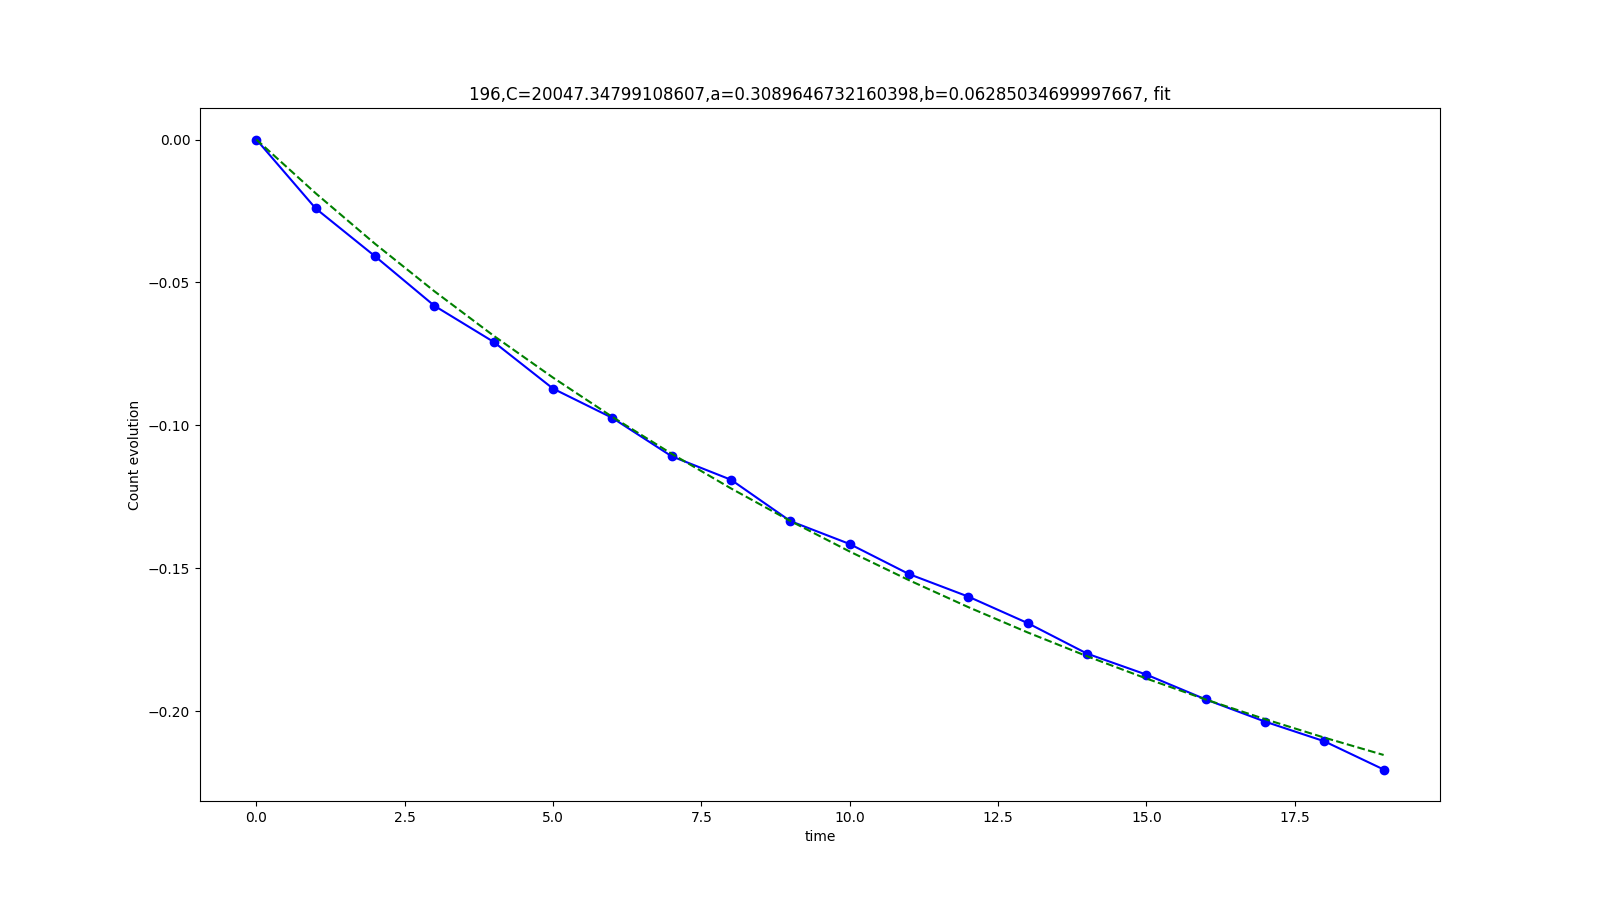 196,C=20047.34799108607,a=0.3089646732160398,b=0.06285034699997667, fit
0.00
−0.05
−0.10
−0.15
−0.20
Count evolution
0.0 2.5 5.0 7.5 10.0 12.5 15.0 17.5
time